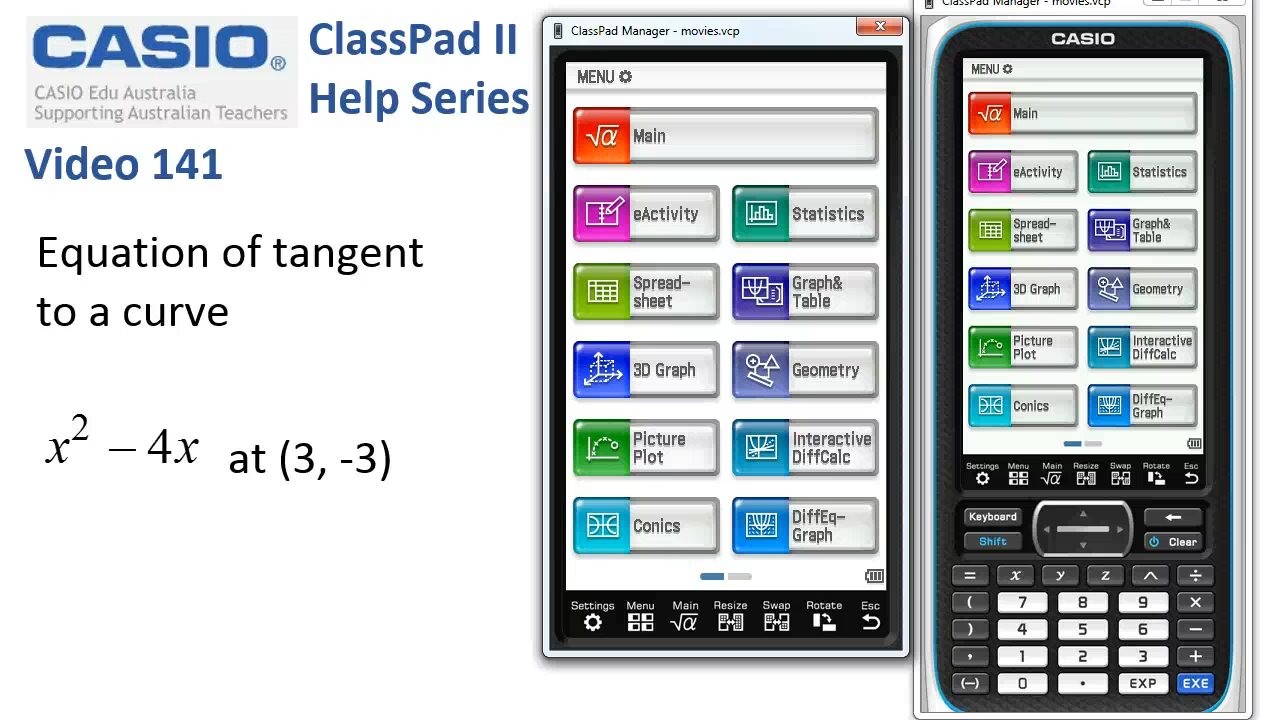 CASIO®
CASIO Edu Australia
Supporting Australian Teachers
ClassPad II
Help Series
Video 141
Equation of tangent
to a curve
x² − 4x at (3, -3)
ClassPad Manager - movies.vcp
MENU
√α Main
eActivity
Statistics
Spread-
sheet
Graph&
Table
3D Graph
Geometry
Picture
Plot
Interactive
DiffCalc
Conics
DiffEq-
Graph
Settings Menu Main Resize Swap Rotate Esc
√α
ClassPad Manager - movies.vcp
CASIO
MENU
√α Main
eActivity
Statistics
Spread-
sheet
Graph&
Table
3D Graph
Geometry
Picture
Plot
Interactive
DiffCalc
Conics
DiffEq-
Graph
Settings Menu Main Resize Swap Rotate Esc
√α
Keyboard
Shift
Clear
= x y z ^ ÷
( 7 8 9 ×
) 4 5 6 −
, 1 2 3 +
(−) 0 · EXP EXE